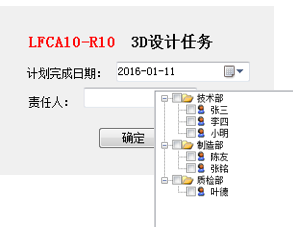 LFCA10-R10 3D设计任务
计划完成日期： 2016-01-11
责任人：
技术部
张三
李四
小明
确定
制造部
陈友
张铭
质检部
叶德